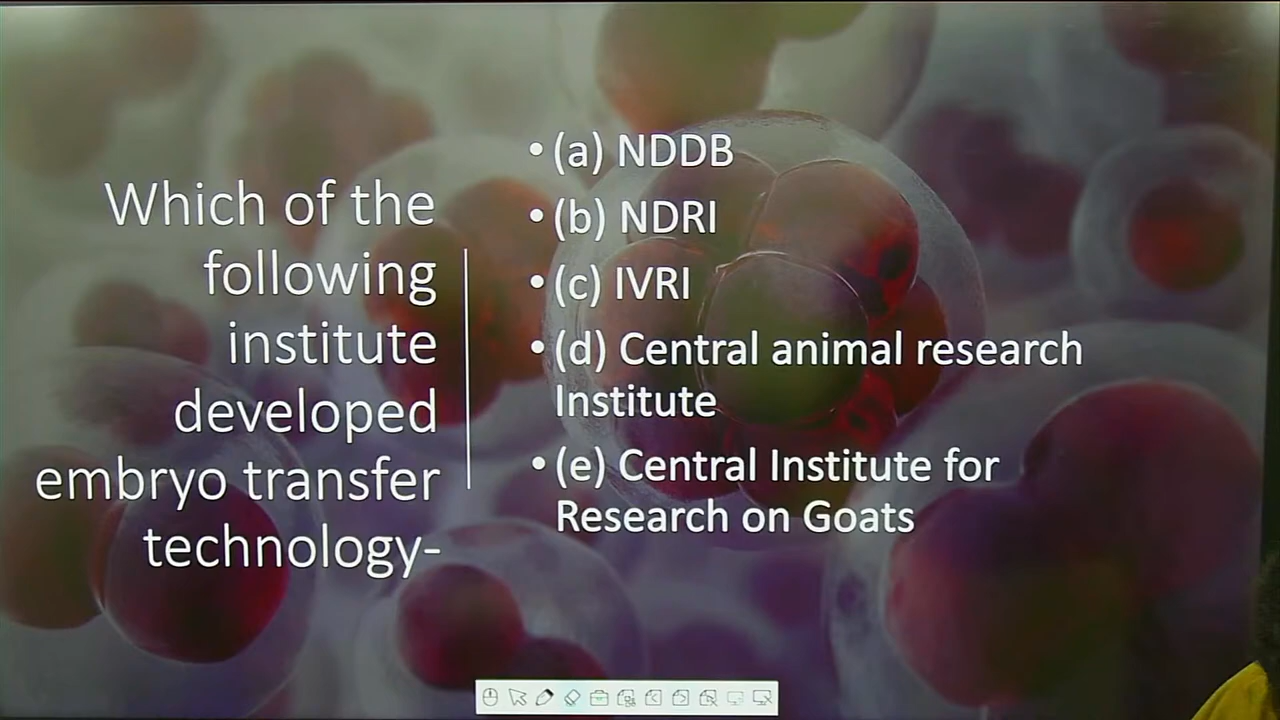 Which of the
following
institute
developed
embryo transfer
technology-
• (a) NDDB
• (b) NDRI
• (c) IVRI
• (d) Central animal research
Institute
• (e) Central Institute for
Research on Goats